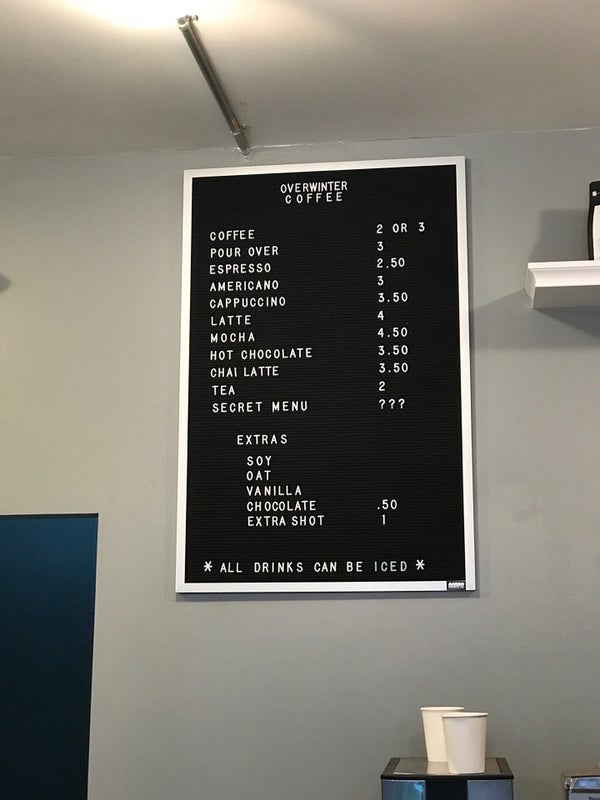 OVERWINTER
COFFEE
COFFEE 2 OR 3
POUR OVER 3
ESPRESSO 2.50
AMERICANO 3
CAPPUCCINO 3.50
LATTE 4
MOCHA 4.50
HOT CHOCOLATE 3.50
CHAI LATTE 3.50
TEA 2
SECRET MENU ???
EXTRAS
SOY
OAT
VANILLA
CHOCOLATE .50
EXTRA SHOT 1
* ALL DRINKS CAN BE ICED *